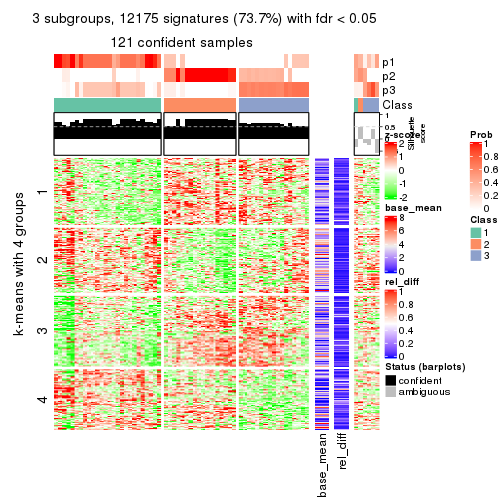 3 subgroups, 12175 signatures (73.7%) with fdr < 0.05
121 confident samples
p1
p2
p3
Class
1
0.5
0
Silhouette
score
k-means with 4 groups
1
2
3
4
base_mean
rel_diff
z-score
2
1
0
-1
-2
base_mean
8
6
4
2
0
rel_diff
1
0.8
0.6
0.4
0.2
0
Status (barplots)
confident
ambiguous
Prob
1
0.8
0.6
0.4
0.2
0
Class
1
2
3